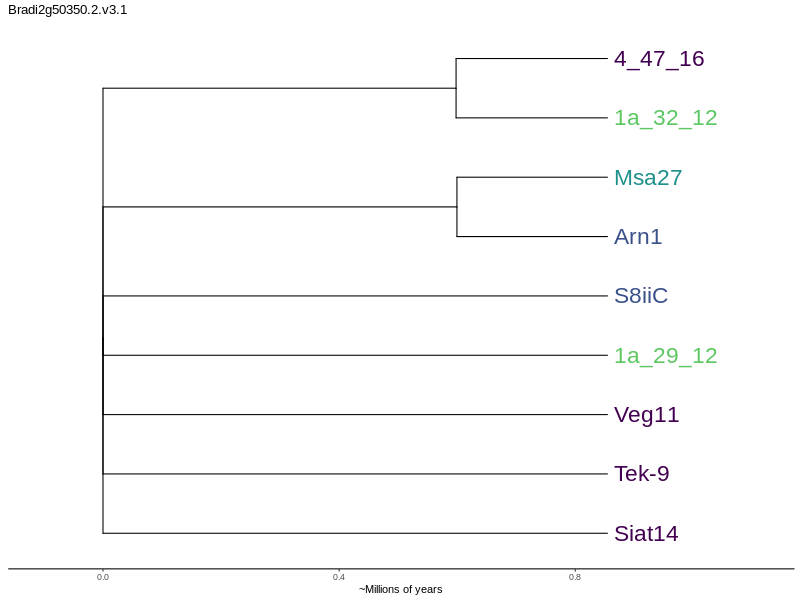 Bradi2g50350.2.v3.1
4_47_16
1a_32_12
Msa27
Arn1
S8iiC
1a_29_12
Veg11
Tek-9
Siat14
0.0 0.4 0.8
~Millions of years